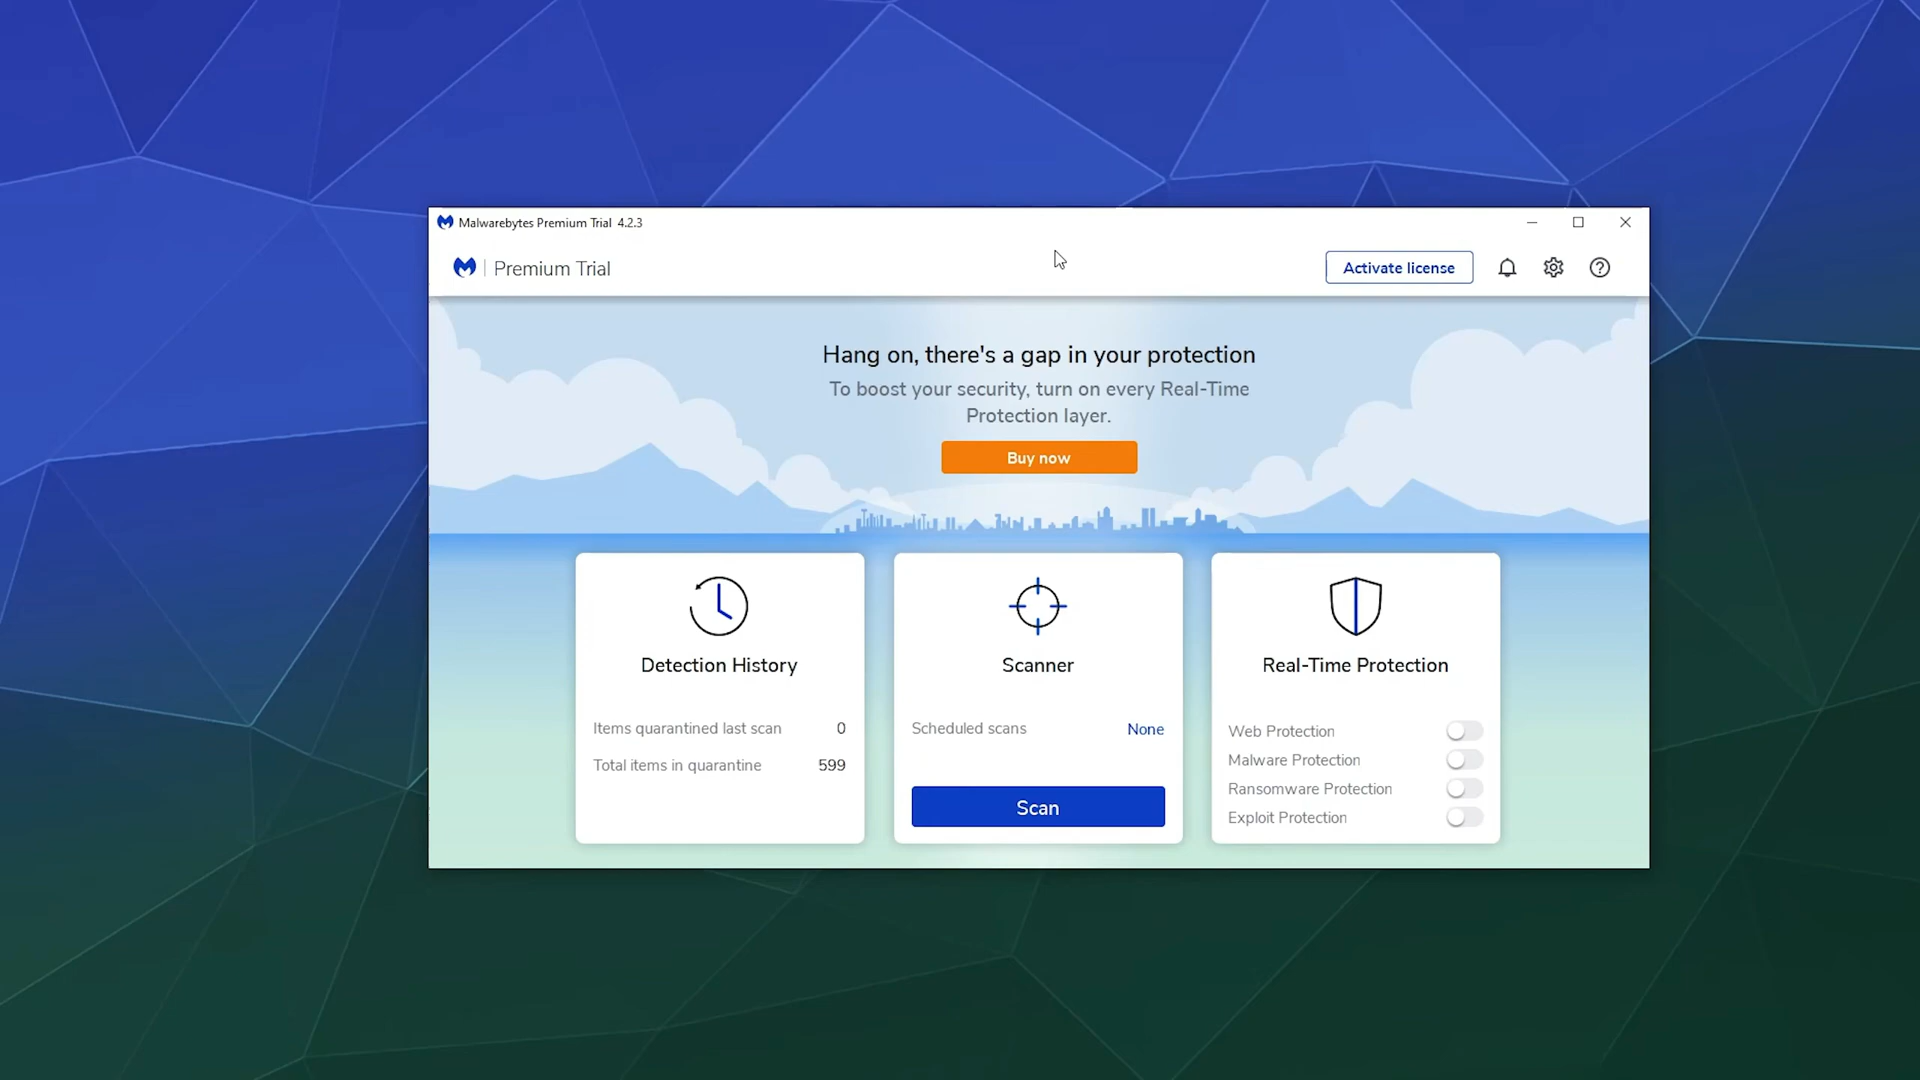 Malwarebytes Premium Trial 4.2.3
Premium Trial
Activate license
Hang on, there's a gap in your protection
To boost your security, turn on every Real-Time
Protection layer.
Buy now
Detection History
Items quarantined last scan 0
Total items in quarantine 599
Scanner
Scheduled scans None
Scan
Real-Time Protection
Web Protection
Malware Protection
Ransomware Protection
Exploit Protection